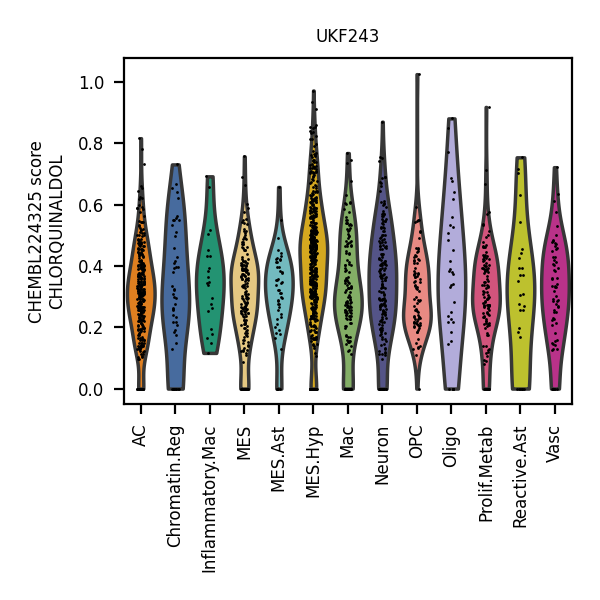 UKF243
CHEMBL224325 score
CHLORQUINALDOL
1.0
0.8
0.6
0.4
0.2
0.0
AC
Chromatin.Reg
Inflammatory.Mac
MES
MES.Ast
MES.Hyp
Mac
Neuron
OPC
Oligo
Prolif.Metab
Reactive.Ast
Vasc